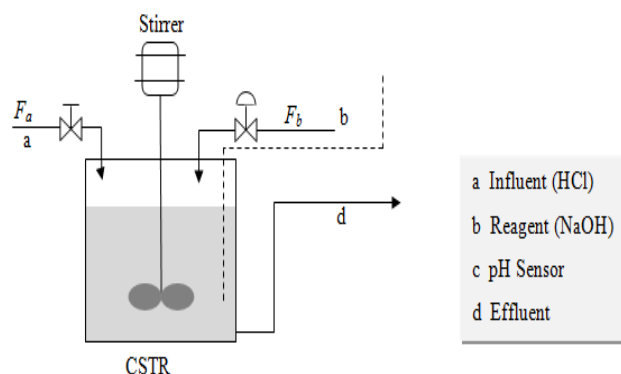 Stirrer
Fa
a
Fb
b
d
CSTR
a Influent (HCl)
b Reagent (NaOH)
c pH Sensor
d Effluent